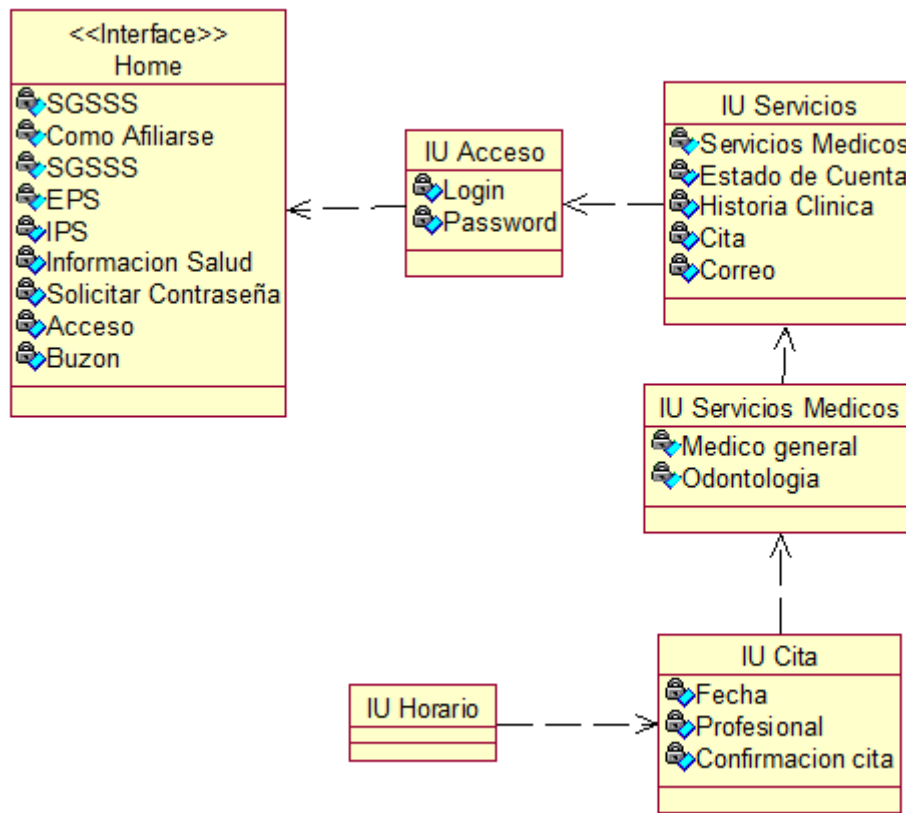 <<Interface>>
Home
SGSSS
Como Afiliarse
SGSSS
EPS
IPS
Informacion Salud
Solicitar Contraseña
Acceso
Buzon
IU Acceso
Login
Password
IU Servicios
Servicios Medicos
Estado de Cuenta
Historia Clinica
Cita
Correo
IU Servicios Medicos
Medico general
Odontologia
IU Horario
IU Cita
Fecha
Profesional
Confirmacion cita